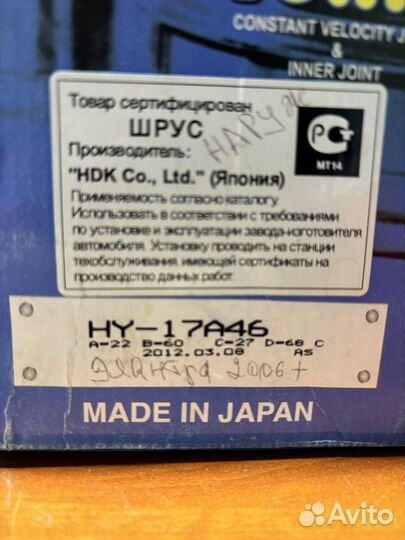 CONSTANT VELOCITY J
&
INNER JOINT
Товар сертифицирован
ШРУС
НАРУЖ
Производитель:
"HDK Co., Ltd." (Япония)
Применяемость согласно каталогу.
Использовать в соответствии с требованиями
по установке и эксплуатации завода-изготовителя
автомобиля. Установку проводить на станции
техобслуживания, имеющей сертификаты на
производство данных работ.
МТ14
HY-17A46
A-22 B-60 C-27 D-68 C
2012.03.08 AS
Элантра 2006+
MADE IN JAPAN
Avito